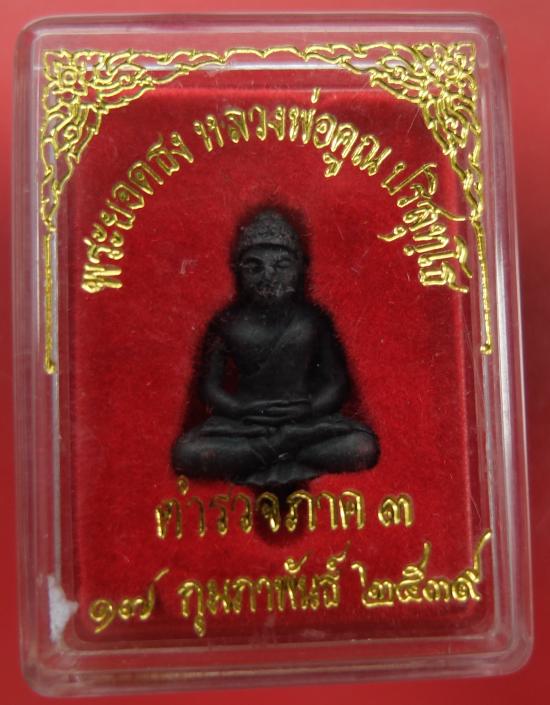 พระยอดธง หลวงพ่อคูณ ปริสุทฺโธ
ตำรวจภาค ๓
๑๗ กุมภาพันธ์ ๒๕๓๙